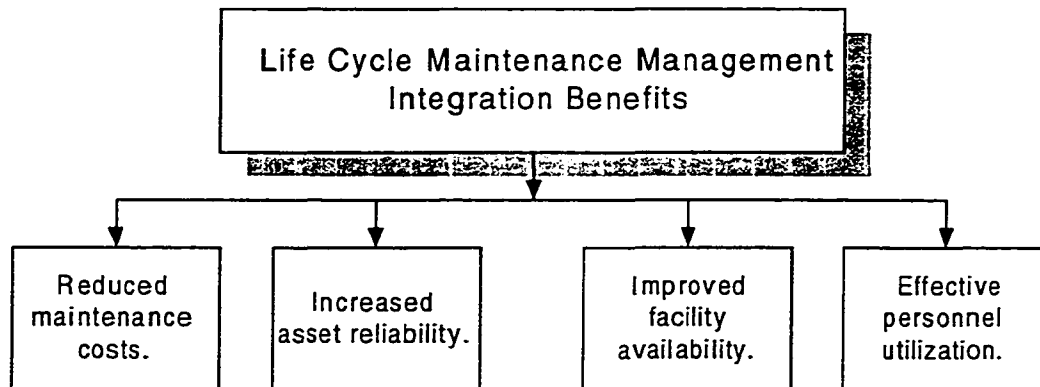 Life Cycle Maintenance Management
Integration Benefits
Reduced
maintenance
costs.
Increased
asset reliability.
Improved
facility
availability.
Effective
personnel
utilization.